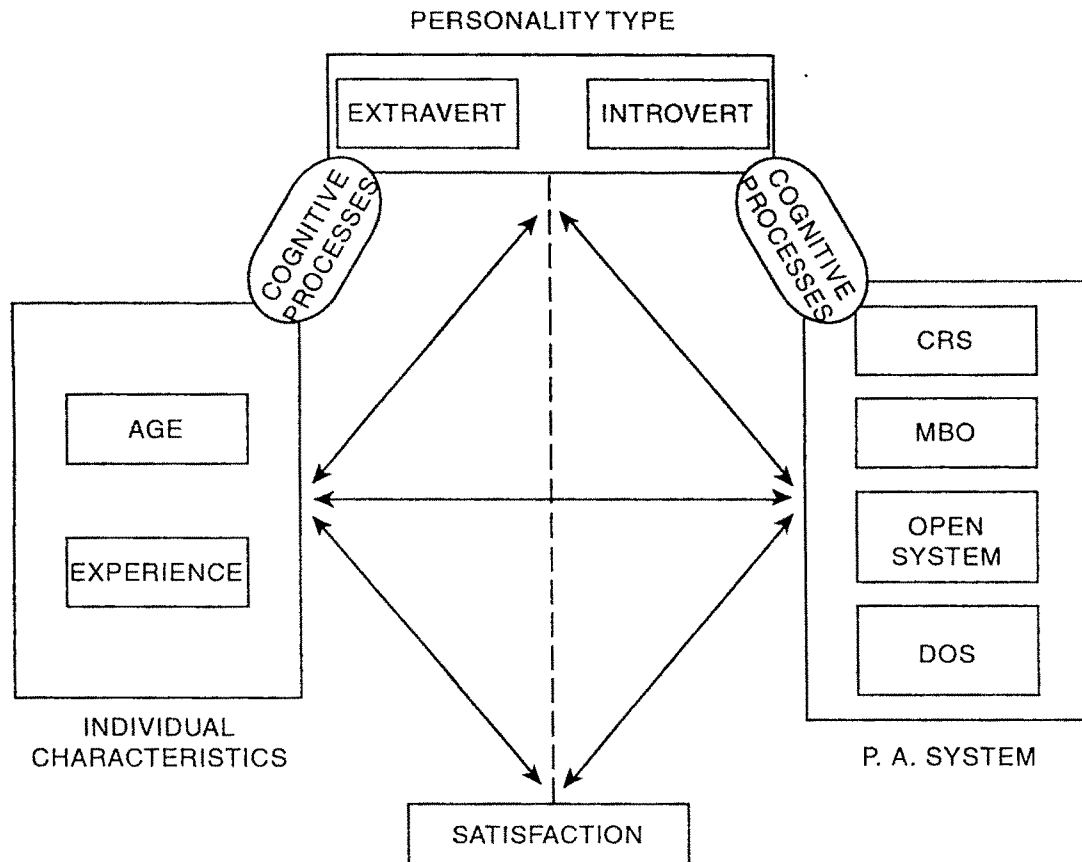 PERSONALITY TYPE
EXTRAVERT
INTROVERT
COGNITIVE
PROCESSES
COGNITIVE
PROCESSES
AGE
EXPERIENCE
INDIVIDUAL
CHARACTERISTICS
CRS
MBO
OPEN
SYSTEM
DOS
P. A. SYSTEM
SATISFACTION